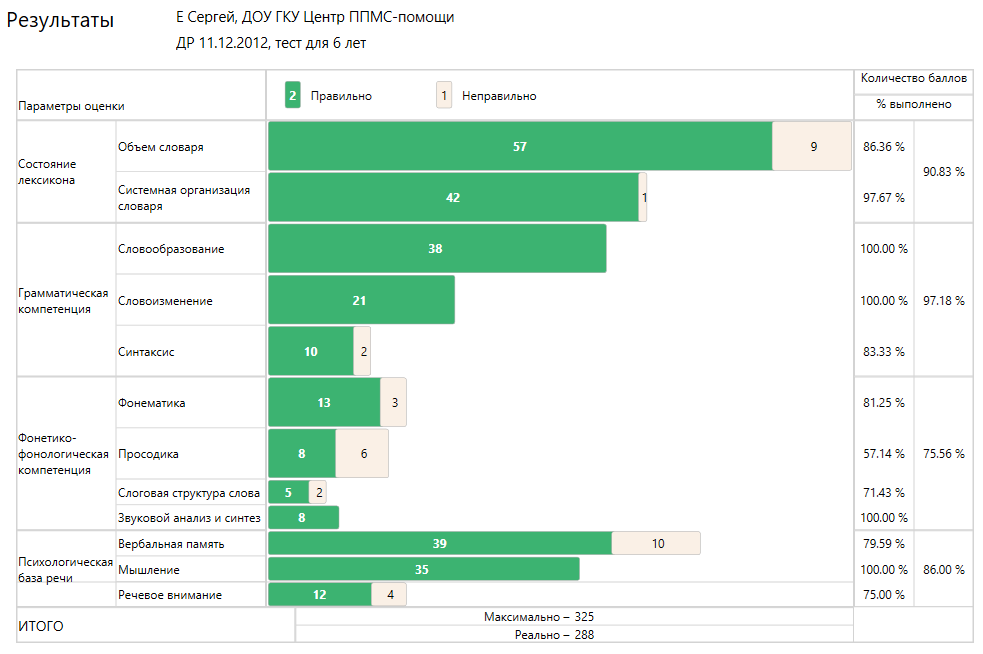 Результаты
Е Сергей, ДОУ ГКУ Центр ППМС-помощи
ДР 11.12.2012, тест для 6 лет
Параметры оценки
2 Правильно 1 Неправильно
Количество баллов
% выполнено
Состояние
лексикона
Объем словаря 57 9 86.36 %
90.83 %
Системная организация
словаря
42 1 97.67 %
Грамматическая
компетенция
Словообразование 38 100.00 %
Словоизменение 21 100.00 % 97.18 %
Синтаксис 10 2 83.33 %
Фонетико-
фонологическая
компетенция
Фонематика 13 3 81.25 %
Просодика 8 6 57.14 % 75.56 %
Слоговая структура слова 5 2 71.43 %
Звуковой анализ и синтез 8 100.00 %
Психологическая
база речи
Вербальная память 39 10 79.59 %
Мышление 35 100.00 % 86.00 %
Речевое внимание 12 4 75.00 %
ИТОГО
Максимально – 325
Реально – 288